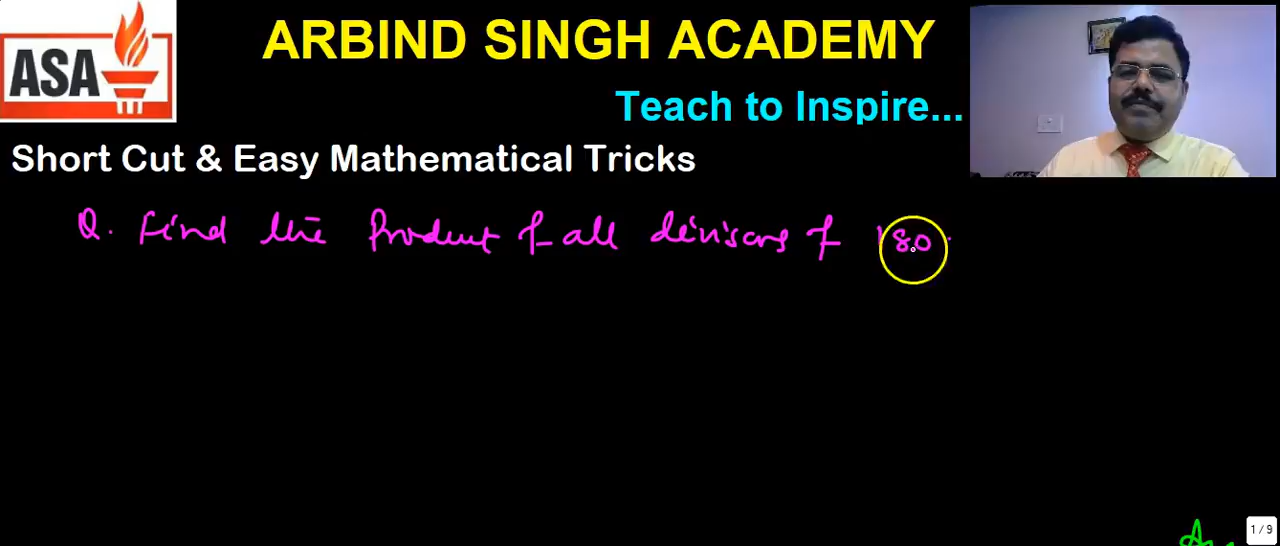 ASA
ARBIND SINGH ACADEMY
Teach to Inspire...
Short Cut & Easy Mathematical Tricks
Q. Find the Product of all divisors of 180.
1 / 9